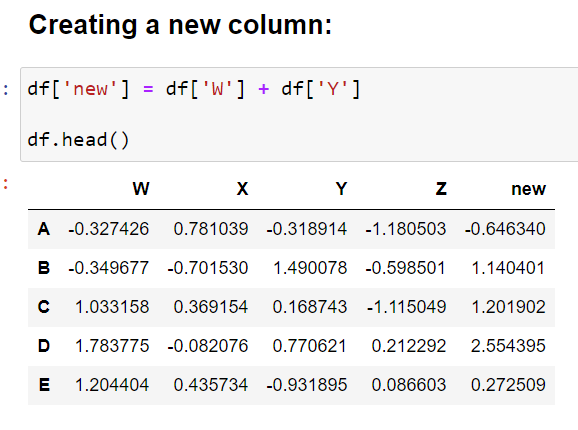 Creating a new column:
: df['new'] = df['W'] + df['Y']
df.head()
:
W X Y Z new
A -0.327426 0.781039 -0.318914 -1.180503 -0.646340
B -0.349677 -0.701530 1.490078 -0.598501 1.140401
C 1.033158 0.369154 0.168743 -1.115049 1.201902
D 1.783775 -0.082076 0.770621 0.212292 2.554395
E 1.204404 0.435734 -0.931895 0.086603 0.272509